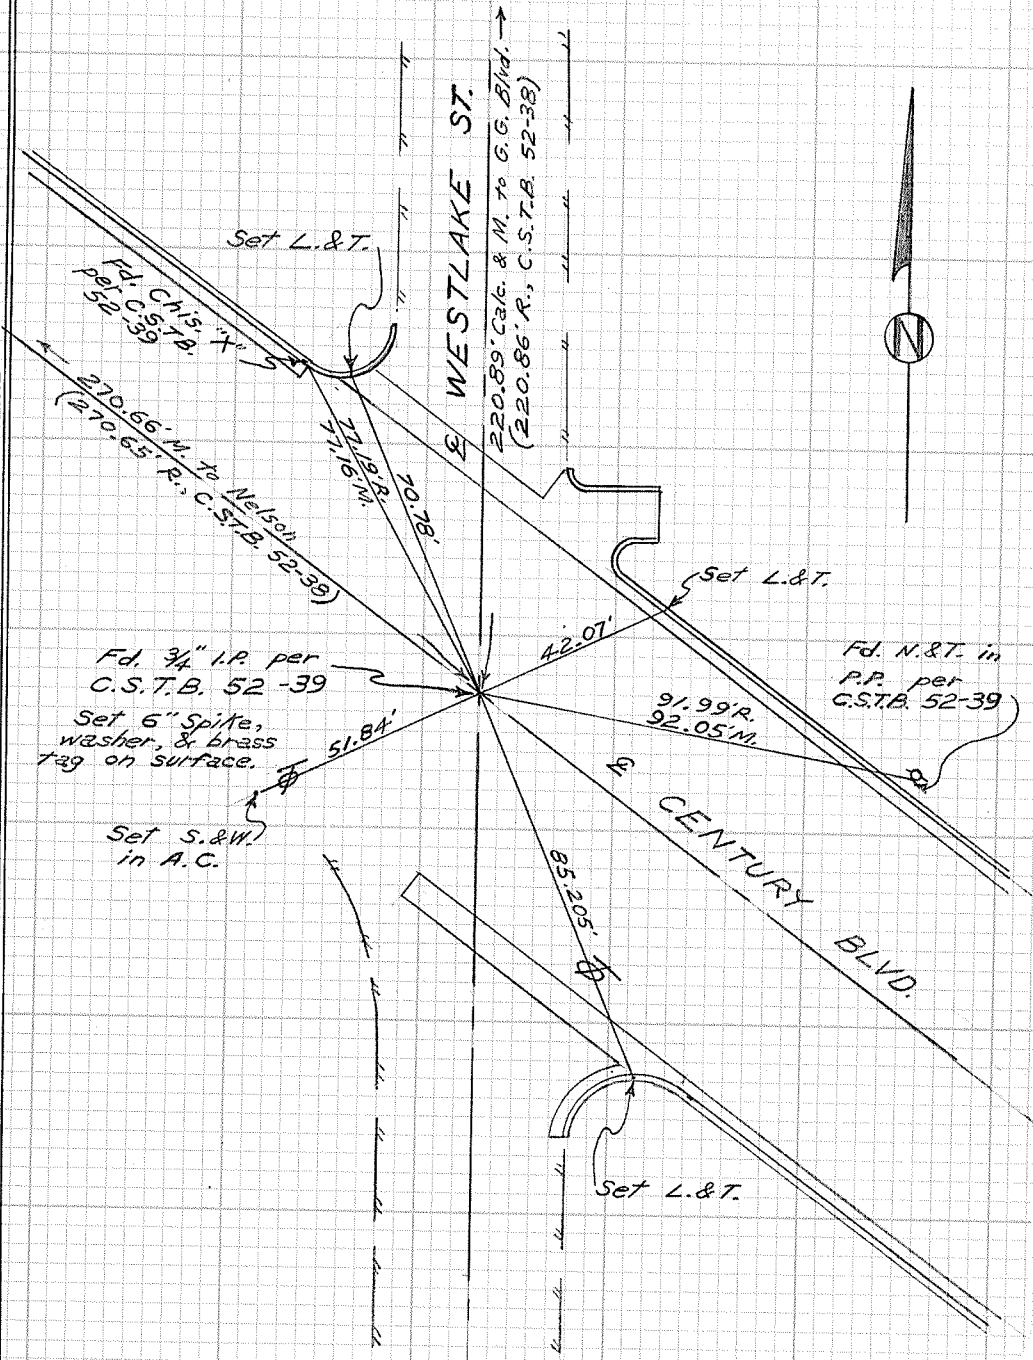 WESTLAKE ST.
℄
220.89' Calc. & M. to G.G. Blvd. →
(220.86' R., C.S.T.B. 52-38)
Set L.&T.
Fd. Chis. "X"
per C.S.T.B.
52-39
270.66' M. to Nelson
(270.65' R., C.S.T.B. 52-38)
77.19' R.
77.16' M.
70.78'
N
Set L.&T.
42.07'
Fd. 3/4" I.P. per
C.S.T.B. 52-39
Set 6" Spike,
washer, & brass
tag on surface.
51.84'
Set S.&W.
in A.C.
Fd. N.&T. in
P.P. per
C.S.T.B. 52-39
91.99' R.
92.05' M.
℄
CENTURY
BLVD.
85.205'
Set L.&T.